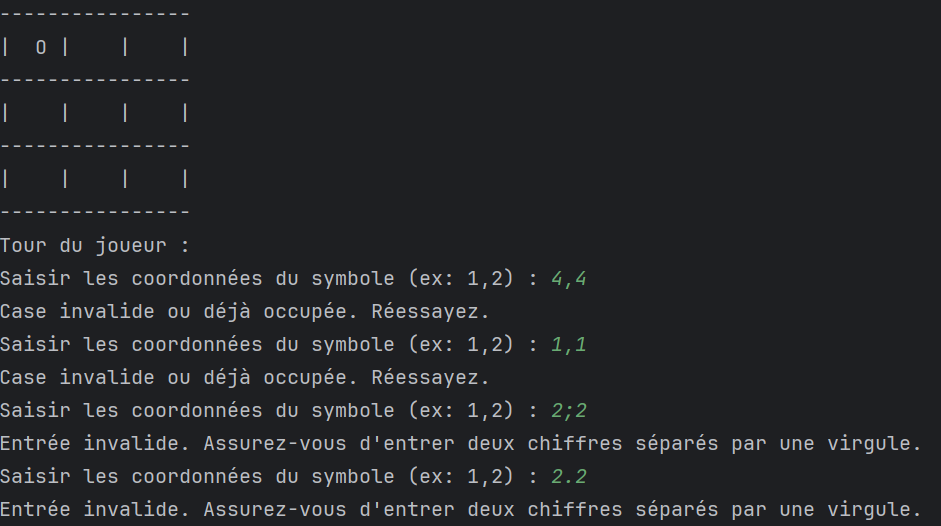 ----------------
|  O |    |    |
----------------
|    |    |    |
----------------
|    |    |    |
----------------
Tour du joueur :
Saisir les coordonnées du symbole (ex: 1,2) : 4,4
Case invalide ou déjà occupée. Réessayez.
Saisir les coordonnées du symbole (ex: 1,2) : 1,1
Case invalide ou déjà occupée. Réessayez.
Saisir les coordonnées du symbole (ex: 1,2) : 2;2
Entrée invalide. Assurez-vous d'entrer deux chiffres séparés par une virgule.
Saisir les coordonnées du symbole (ex: 1,2) : 2.2
Entrée invalide. Assurez-vous d'entrer deux chiffres séparés par une virgule.